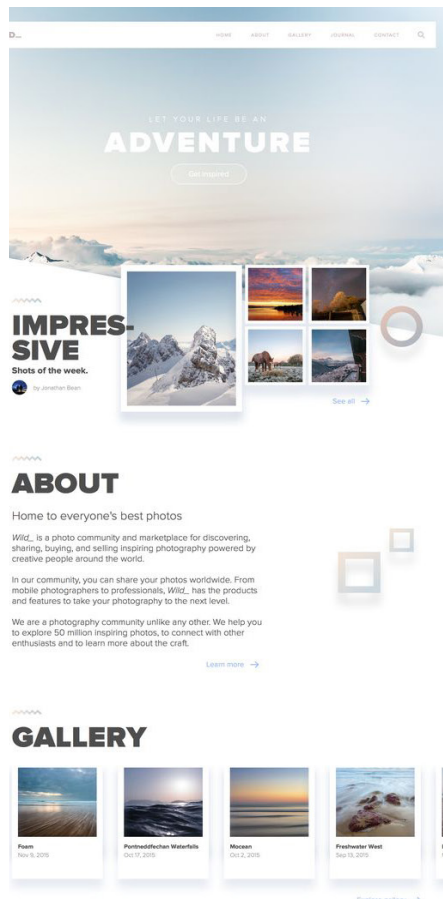 D_
HOME ABOUT GALLERY JOURNAL CONTACT
LET YOUR LIFE BE AN
ADVENTURE
Get inspired
IMPRES-
SIVE
Shots of the week.
by Jonathan Bean
See all
ABOUT
Home to everyone's best photos
Wild_ is a photo community and marketplace for discovering,
sharing, buying, and selling inspiring photography powered by
creative people around the world.
In our community, you can share your photos worldwide. From
mobile photographers to professionals, Wild_ has the products
and features to take your photography to the next level.
We are a photography community unlike any other. We help you
to explore 50 million inspiring photos, to connect with other
enthusiasts and to learn more about the craft.
Learn more
GALLERY
Foam
Nov 9, 2015
Pontneddfechan Waterfalls
Oct 17, 2015
Mocean
Oct 2, 2015
Freshwater West
Sep 13, 2015